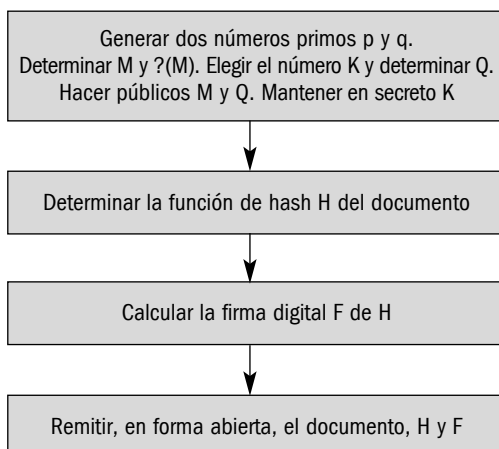 Generar dos números primos p y q.
Determinar M y ?(M). Elegir el número K y determinar Q.
Hacer públicos M y Q. Mantener en secreto K
Determinar la función de hash H del documento
Calcular la firma digital F de H
Remitir, en forma abierta, el documento, H y F